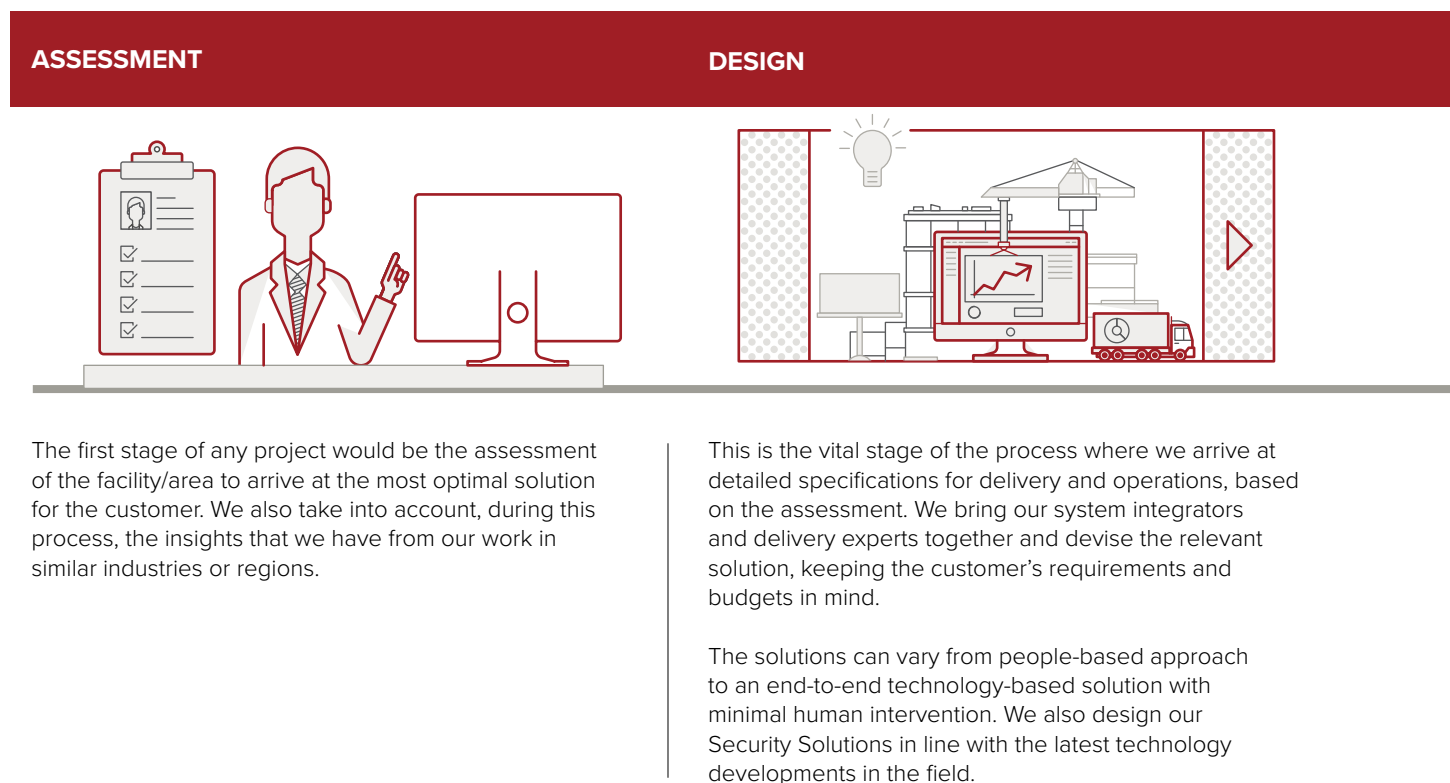 ASSESSMENT
The first stage of any project would be the assessment
of the facility/area to arrive at the most optimal solution
for the customer. We also take into account, during this
process, the insights that we have from our work in
similar industries or regions.
DESIGN
This is the vital stage of the process where we arrive at
detailed specifications for delivery and operations, based
on the assessment. We bring our system integrators
and delivery experts together and devise the relevant
solution, keeping the customer’s requirements and
budgets in mind.
The solutions can vary from people-based approach
to an end-to-end technology-based solution with
minimal human intervention. We also design our
Security Solutions in line with the latest technology
developments in the field.